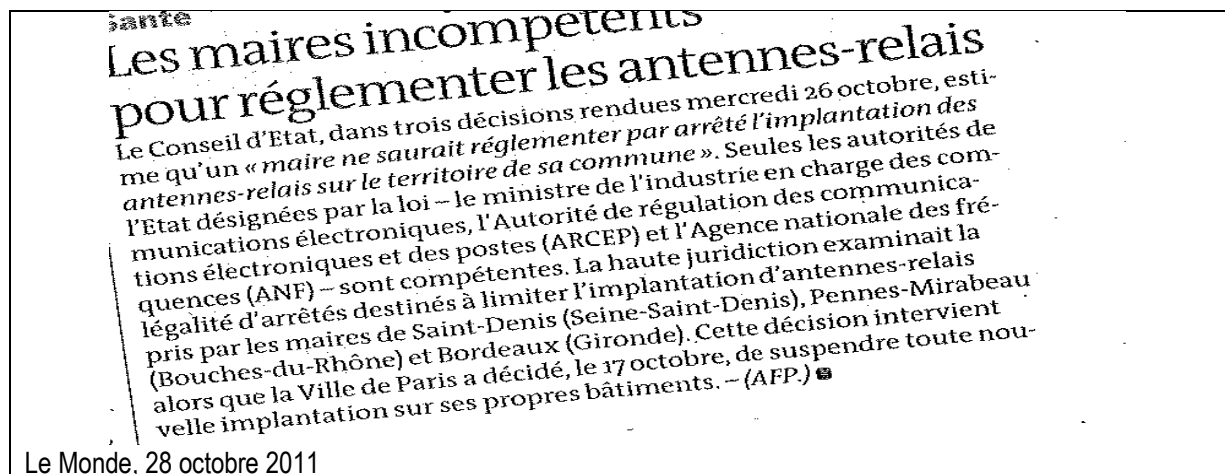 Santé
Les maires incompétents
pour réglementer les antennes-relais
Le Conseil d'Etat, dans trois décisions rendues mercredi 26 octobre, esti-
me qu'un « maire ne saurait réglementer par arrêté l'implantation des
antennes-relais sur le territoire de sa commune ». Seules les autorités de
l'Etat désignées par la loi – le ministre de l'industrie en charge des com-
munications électroniques, l'Autorité de régulation des communica-
tions électroniques et des postes (ARCEP) et l'Agence nationale des fré-
quences (ANF) – sont compétentes. La haute juridiction examinait la
légalité d'arrêtés destinés à limiter l'implantation d'antennes-relais
pris par les maires de Saint-Denis (Seine-Saint-Denis), Pennes-Mirabeau
(Bouches-du-Rhône) et Bordeaux (Gironde). Cette décision intervient
alors que la Ville de Paris a décidé, le 17 octobre, de suspendre toute nou-
velle implantation sur ses propres bâtiments. – (AFP.)
Le Monde, 28 octobre 2011